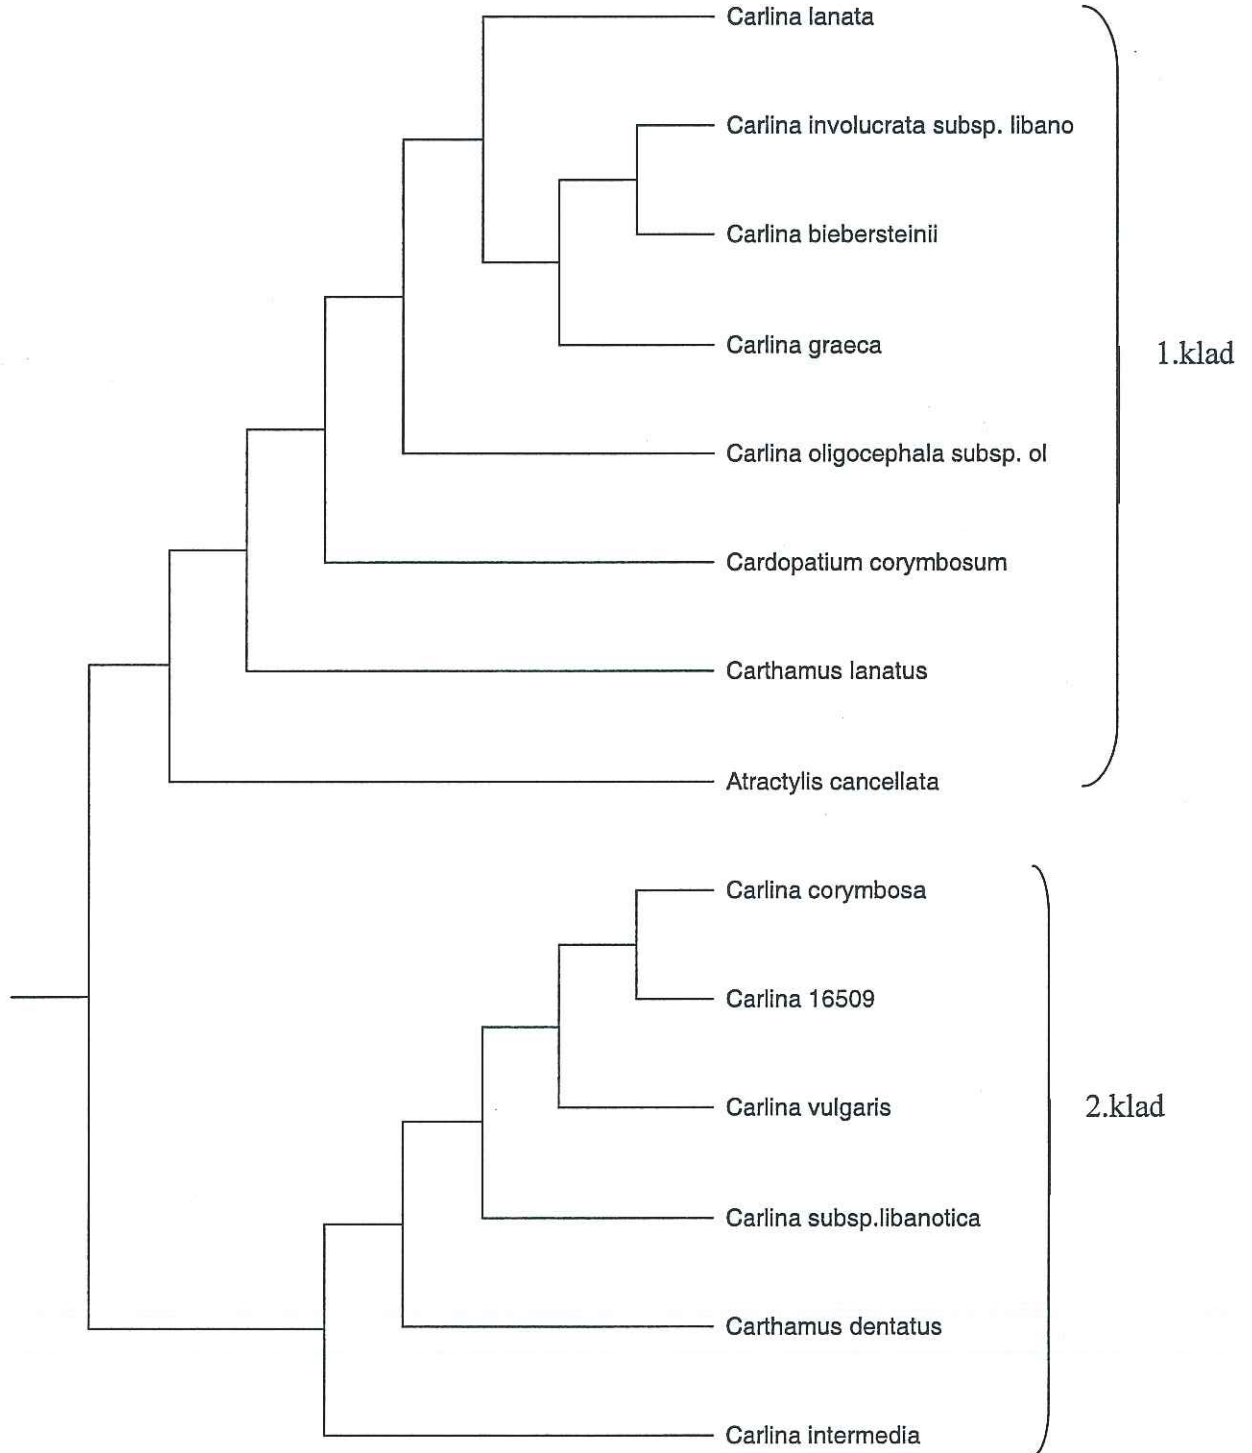 Carlina lanata
Carlina involucrata subsp. libano
Carlina biebersteinii
Carlina graeca
1.klad
Carlina oligocephala subsp. ol
Cardopatium corymbosum
Carthamus lanatus
Atractylis cancellata
Carlina corymbosa
Carlina 16509
Carlina vulgaris
2.klad
Carlina subsp.libanotica
Carthamus dentatus
Carlina intermedia